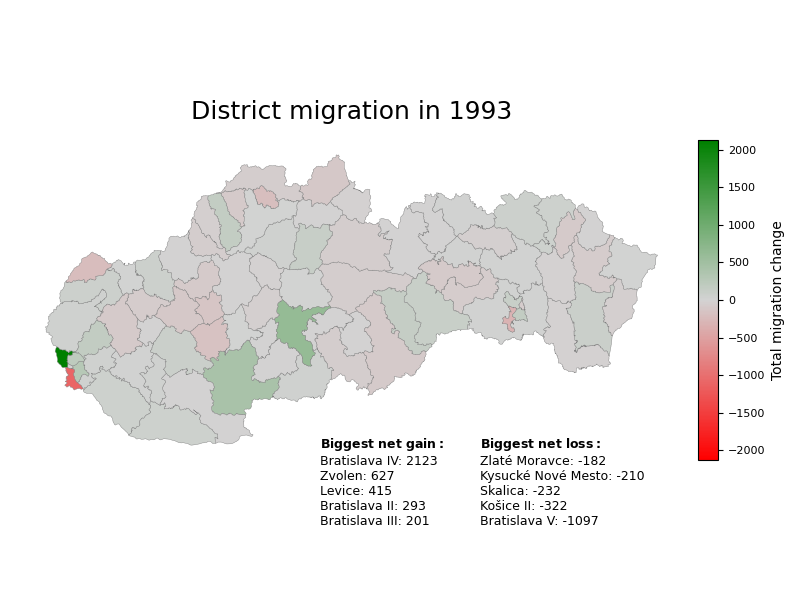 District migration in 1993
2000
1500
1000
500
0
−500
−1000
−1500
−2000
Total migration change
Biggest net gain:
Bratislava IV: 2123
Zvolen: 627
Levice: 415
Bratislava II: 293
Bratislava III: 201
Biggest net loss:
Zlaté Moravce: -182
Kysucké Nové Mesto: -210
Skalica: -232
Košice II: -322
Bratislava V: -1097